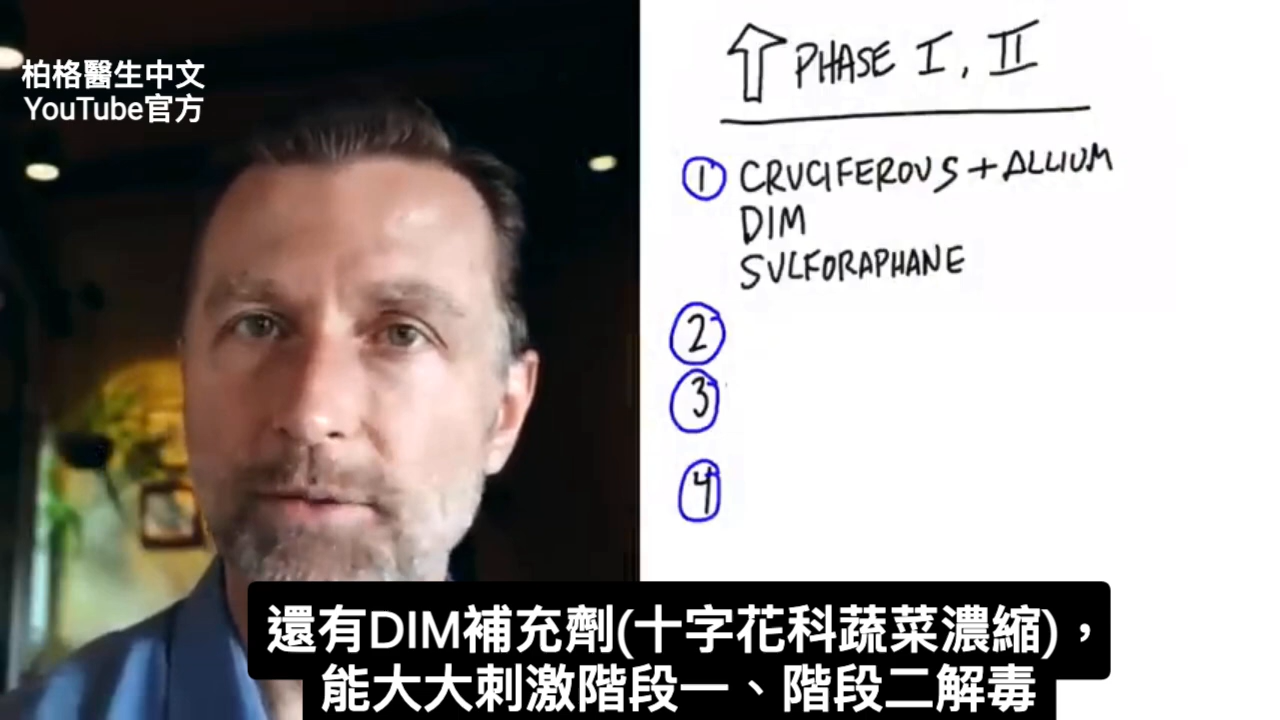 柏格醫生中文
YouTube官方
PHASE I, II
1 CRUCIFEROUS + ALLIUM
DIM
SULFORAPHANE
2
3
4
還有DIM補充劑(十字花科蔬菜濃縮)，
能大大刺激階段一、階段二解毒